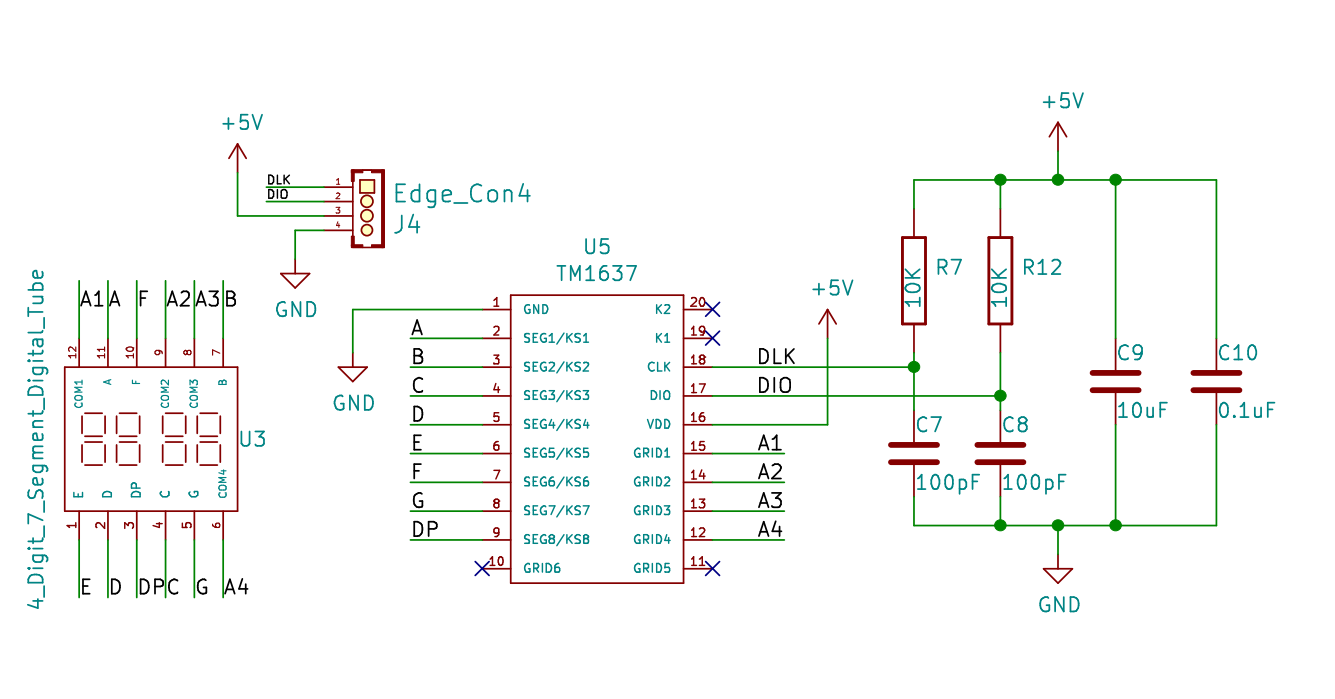 +5V
DLK
DIO
1
2
3
4
Edge_Con4
J4
GND
4_Digit_7_Segment_Digital_Tube
A1 A F A2 A3 B
12 11 10 9 8 7
COM1 A F COM2 COM3 B
U3
E D DP C G COM4
1 2 3 4 5 6
E D DP C G A4
U5
TM1637
GND
1 GND K2 20
A 2 SEG1/KS1 K1 19
B 3 SEG2/KS2 CLK 18 DLK
C 4 SEG3/KS3 DIO 17 DIO
D 5 SEG4/KS4 VDD 16
E 6 SEG5/KS5 GRID1 15 A1
F 7 SEG6/KS6 GRID2 14 A2
G 8 SEG7/KS7 GRID3 13 A3
DP 9 SEG8/KS8 GRID4 12 A4
10 GRID6 GRID5 11
+5V
+5V
R7
10K
R12
10K
C7
100pF
C8
100pF
C9
10uF
C10
0.1uF
GND